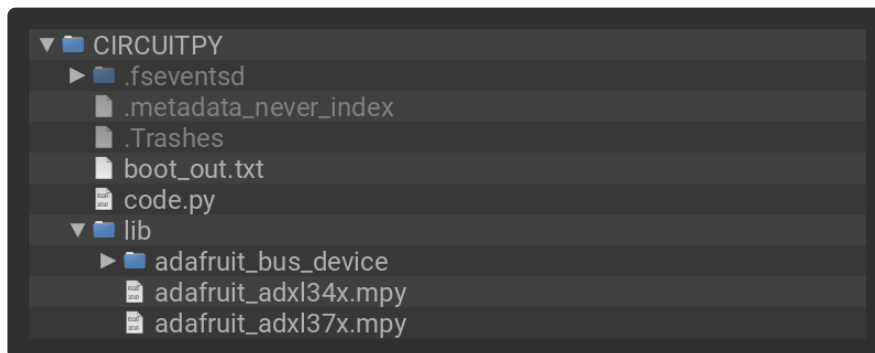 CIRCUITPY
.fseventsd
.metadata_never_index
.Trashes
boot_out.txt
code.py
lib
adafruit_bus_device
adafruit_adxl34x.mpy
adafruit_adxl37x.mpy